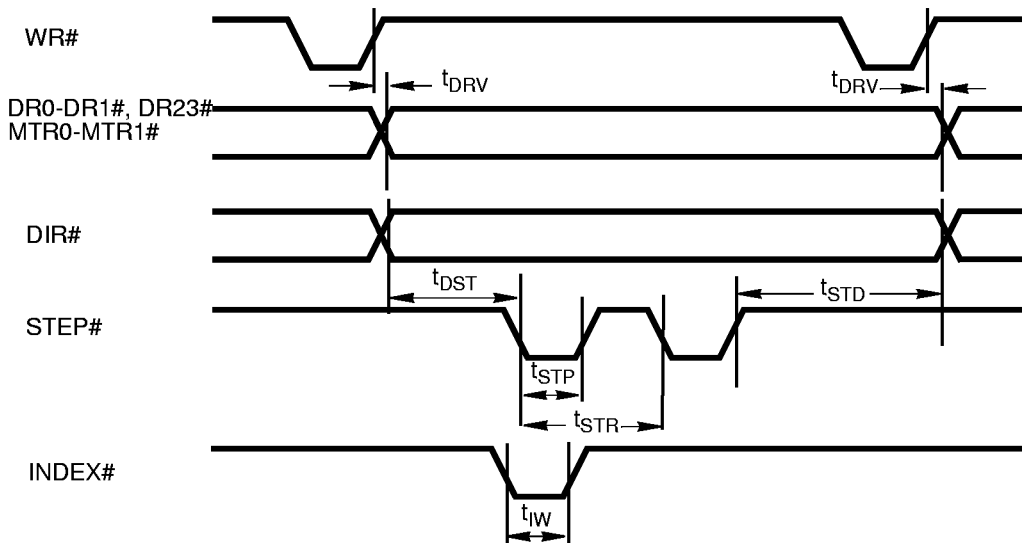 WR#
tDRV
tDRV
DR0-DR1#, DR23#
MTR0-MTR1#
DIR#
tDST
tSTD
STEP#
tSTP
tSTR
INDEX#
tIW